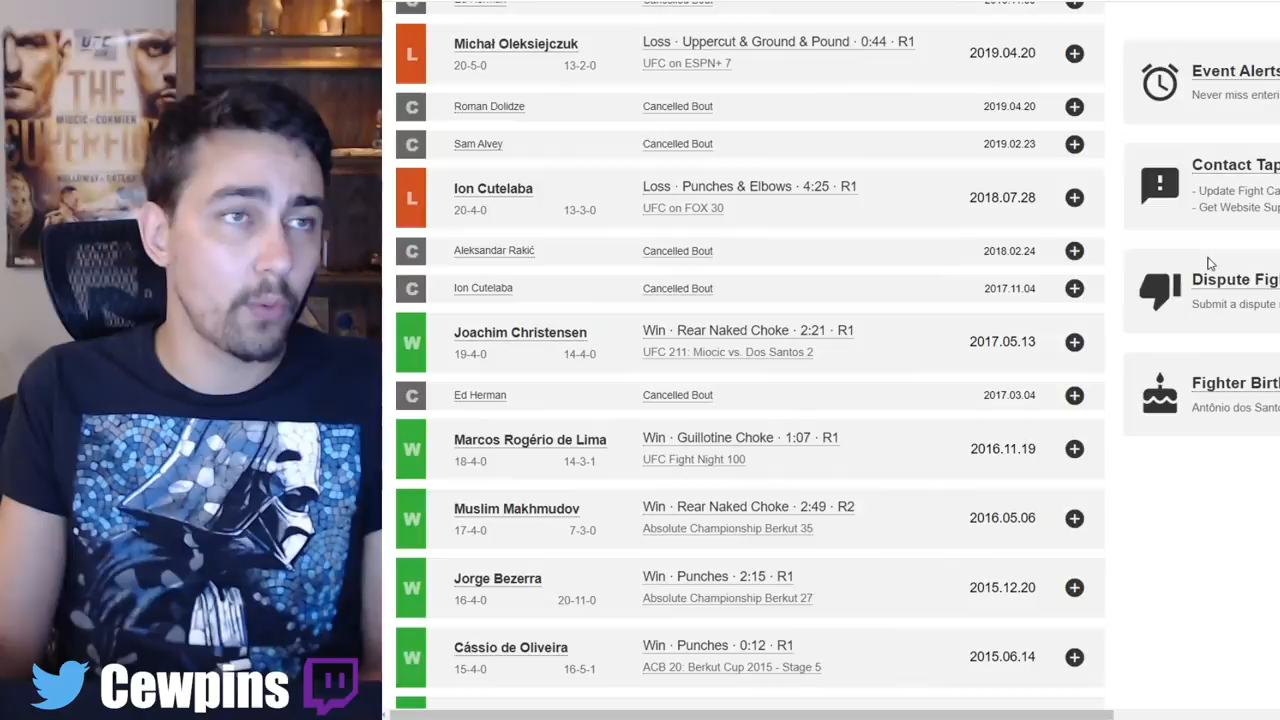 UFC
THE
MIOCIC CORMIER
SUPERFIGHT
L
Michał Oleksiejczuk
Loss · Uppercut & Ground & Pound · 0:44 · R1
20-5-0
13-2-0
UFC on ESPN+ 7
2019.04.20
C
Roman Dolidze
Cancelled Bout
2019.04.20
C
Sam Alvey
Cancelled Bout
2019.02.23
L
Ion Cutelaba
Loss · Punches & Elbows · 4:25 · R1
20-4-0
13-3-0
UFC on FOX 30
2018.07.28
C
Aleksandar Rakić
Cancelled Bout
2018.02.24
C
Ion Cutelaba
Cancelled Bout
2017.11.04
W
Joachim Christensen
Win · Rear Naked Choke · 2:21 · R1
19-4-0
14-4-0
UFC 211: Miocic vs. Dos Santos 2
2017.05.13
C
Ed Herman
Cancelled Bout
2017.03.04
W
Marcos Rogério de Lima
Win · Guillotine Choke · 1:07 · R1
18-4-0
14-3-1
UFC Fight Night 100
2016.11.19
W
Muslim Makhmudov
Win · Rear Naked Choke · 2:49 · R2
17-4-0
7-3-0
Absolute Championship Berkut 35
2016.05.06
W
Jorge Bezerra
Win · Punches · 2:15 · R1
16-4-0
20-11-0
Absolute Championship Berkut 27
2015.12.20
W
Cássio de Oliveira
Win · Punches · 0:12 · R1
15-4-0
16-5-1
ACB 20: Berkut Cup 2015 - Stage 5
2015.06.14
Event Alerts
Never miss enteri
Contact Tap
- Update Fight Ca
- Get Website Sup
Dispute Figh
Submit a dispute
Fighter Birth
Antônio dos Santo
Cewpins